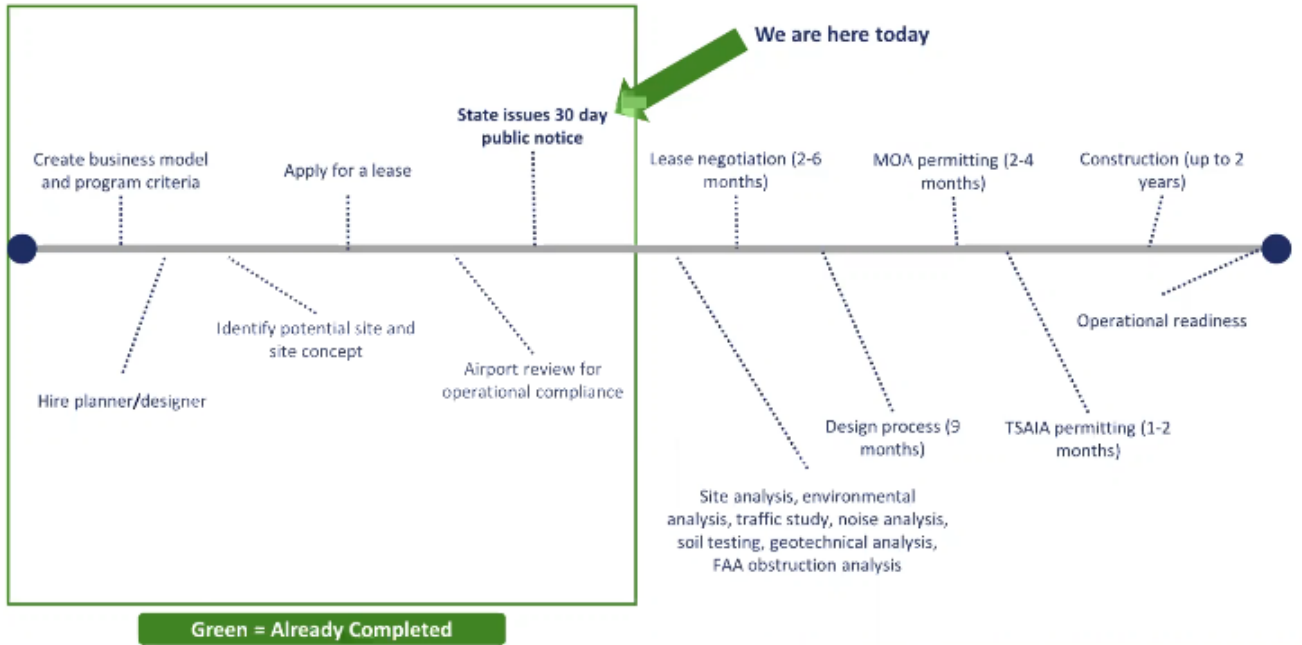 We are here today
State issues 30 day
public notice
Create business model
and program criteria
Apply for a lease
Lease negotiation (2-6
months)
MOA permitting (2-4
months)
Construction (up to 2
years)
Identify potential site and
site concept
Hire planner/designer
Airport review for
operational compliance
Operational readiness
Design process (9
months)
TSAIA permitting (1-2
months)
Site analysis, environmental
analysis, traffic study, noise analysis,
soil testing, geotechnical analysis,
FAA obstruction analysis
Green = Already Completed